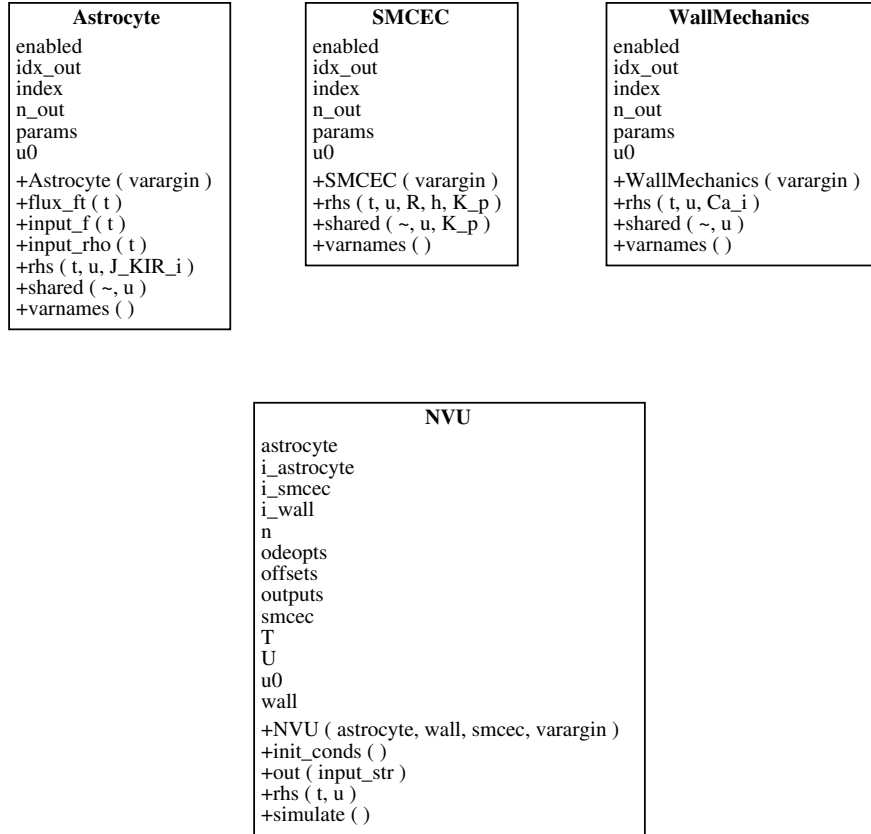 Astrocyte
enabled
idx_out
index
n_out
params
u0
+Astrocyte ( varargin )
+flux_ft ( t )
+input_f ( t )
+input_rho ( t )
+rhs ( t, u, J_KIR_i )
+shared ( ~, u )
+varnames ( )
SMCEC
enabled
idx_out
index
n_out
params
u0
+SMCEC ( varargin )
+rhs ( t, u, R, h, K_p )
+shared ( ~, u, K_p )
+varnames ( )
WallMechanics
enabled
idx_out
index
n_out
params
u0
+WallMechanics ( varargin )
+rhs ( t, u, Ca_i )
+shared ( ~, u )
+varnames ( )
NVU
astrocyte
i_astrocyte
i_smcec
i_wall
n
odeopts
offsets
outputs
smcec
T
U
u0
wall
+NVU ( astrocyte, wall, smcec, varargin )
+init_conds ( )
+out ( input_str )
+rhs ( t, u )
+simulate ( )